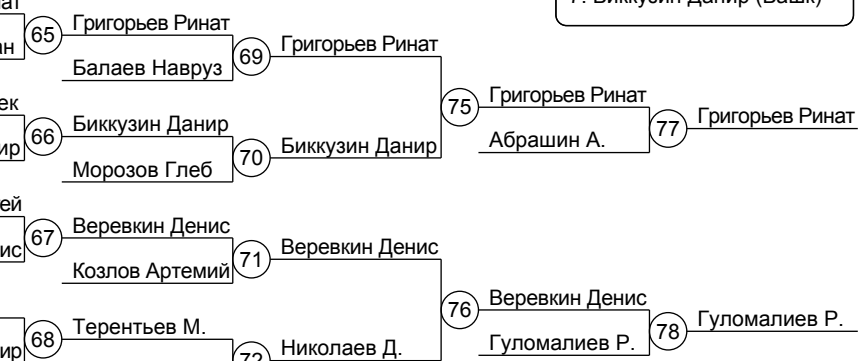 65
Григорьев Ринат
Балаев Навруз
69
Григорьев Ринат
66
Биккузин Данир
Морозов Глеб
70
Биккузин Данир
75
Григорьев Ринат
Абрашин А.
77
Григорьев Ринат
67
Веревкин Денис
Козлов Артемий
71
Веревкин Денис
68
Терентьев М.
72
Николаев Д.
76
Веревкин Денис
Гуломалиев Р.
78
Гуломалиев Р.